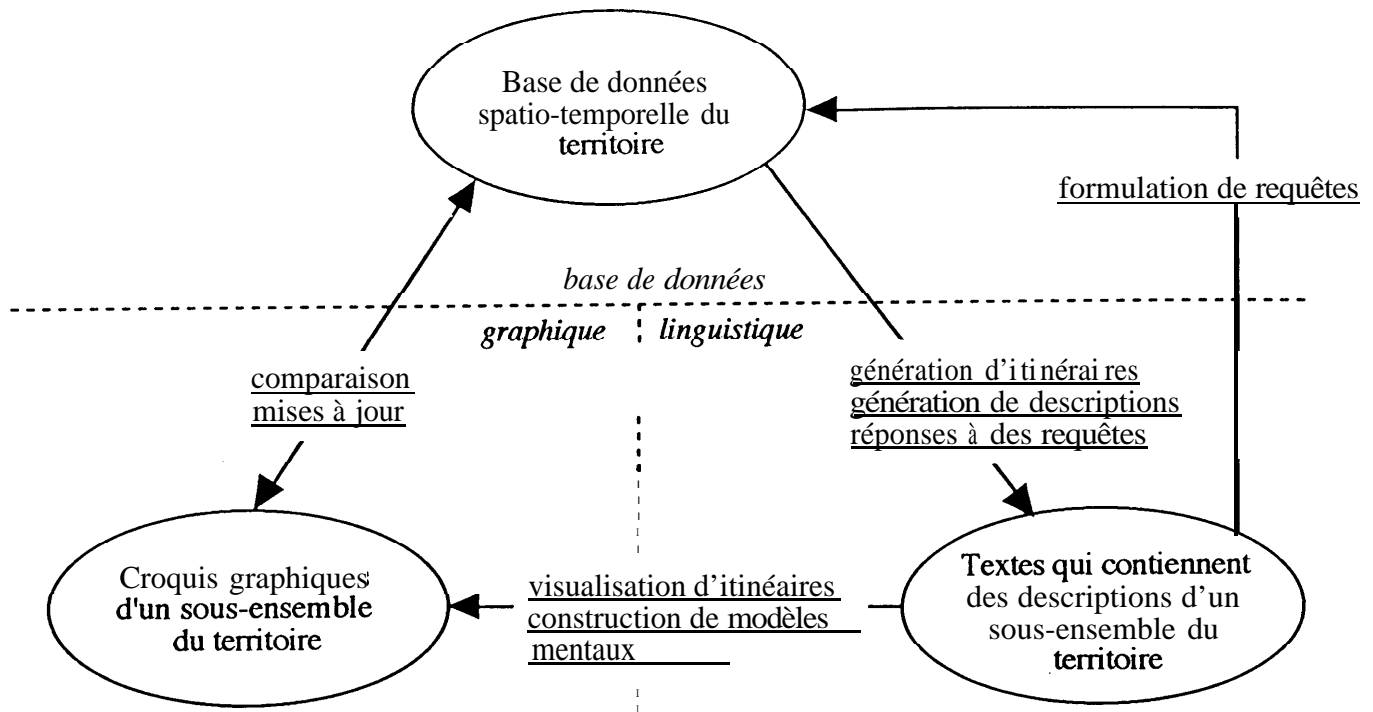 Base de données
spatio-temporelle du
territoire
formulation de requêtes
base de données
graphique
linguistique
comparaison
mises à jour
génération d'itinéraires
génération de descriptions
réponses à des requêtes
Croquis graphiques
d'un sous-ensemble
du territoire
visualisation d'itinéaires
construction de modèles
mentaux
Textes qui contiennent
des descriptions d'un
sous-ensemble du
territoire